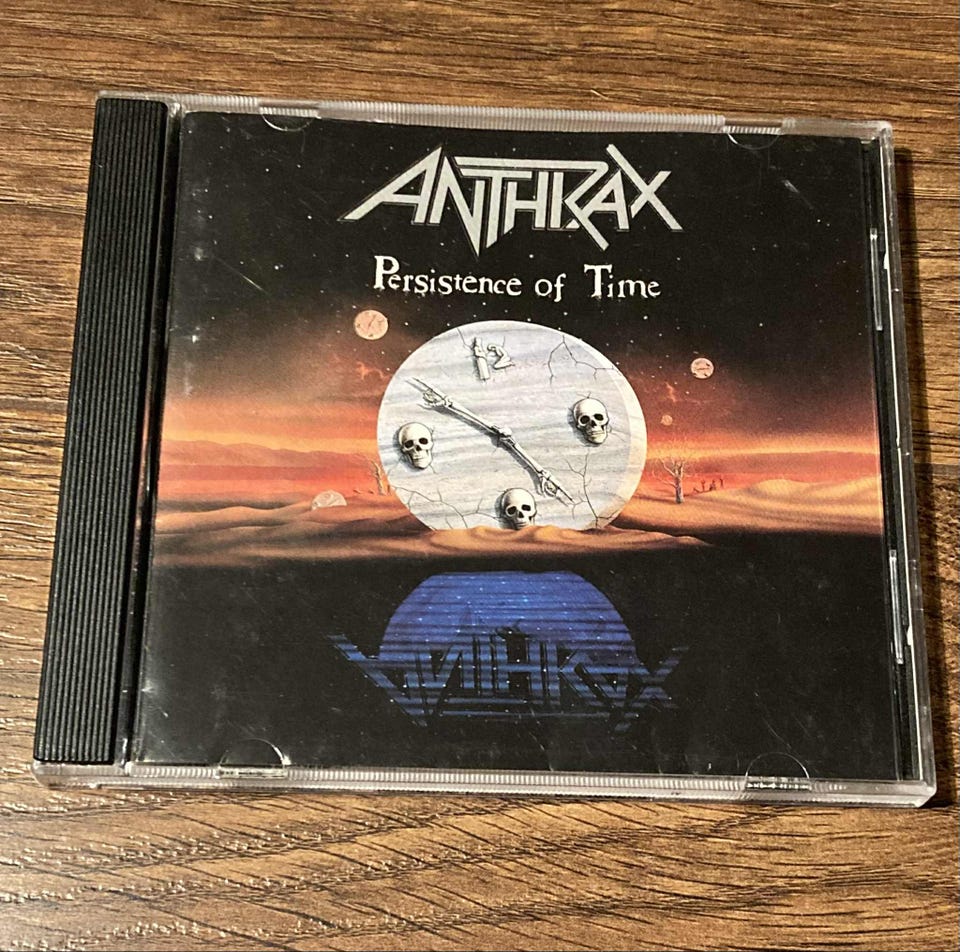 ANTHRAX
Persistence of Time
12
ANTHRAX